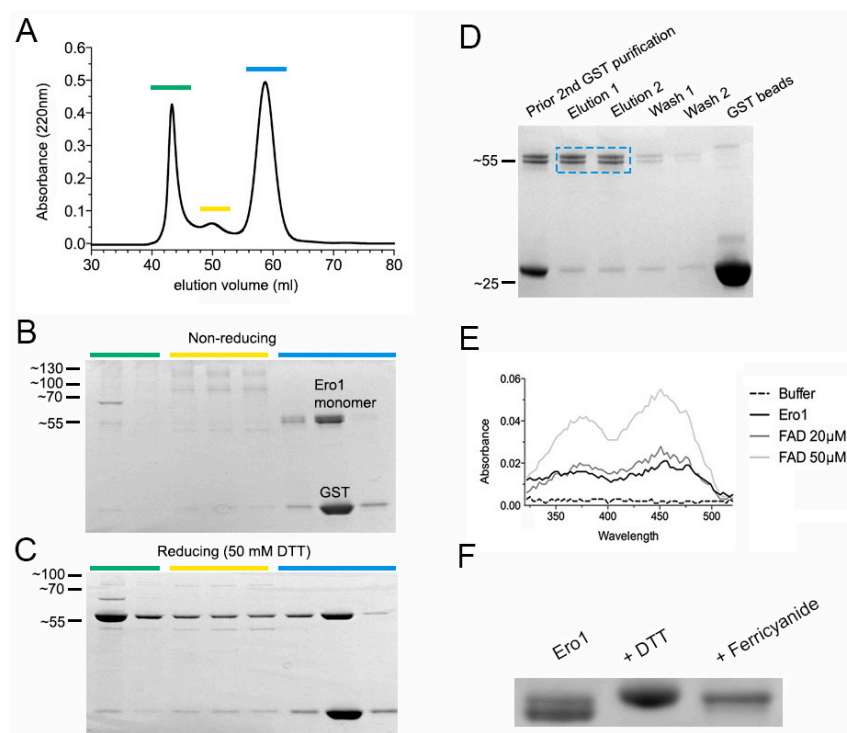 A
0.6
0.5
0.4
0.3
0.2
0.1
0.0
Absorbance (220nm)
30 40 50 60 70 80
elution volume (ml)
B
Non-reducing
~130
~100
~70
~55
Ero1
monomer
GST
C
Reducing (50 mM DTT)
~100
~70
~55
D
Prior 2nd GST purification
Elution 1
Elution 2
Wash 1
Wash 2
GST beads
~55
~25
E
0.06
0.04
0.02
0.00
Absorbance
350 400 450 500
Wavelength
Buffer
Ero1
FAD 20µM
FAD 50µM
F
Ero1
+ DTT
+ Ferricyanide